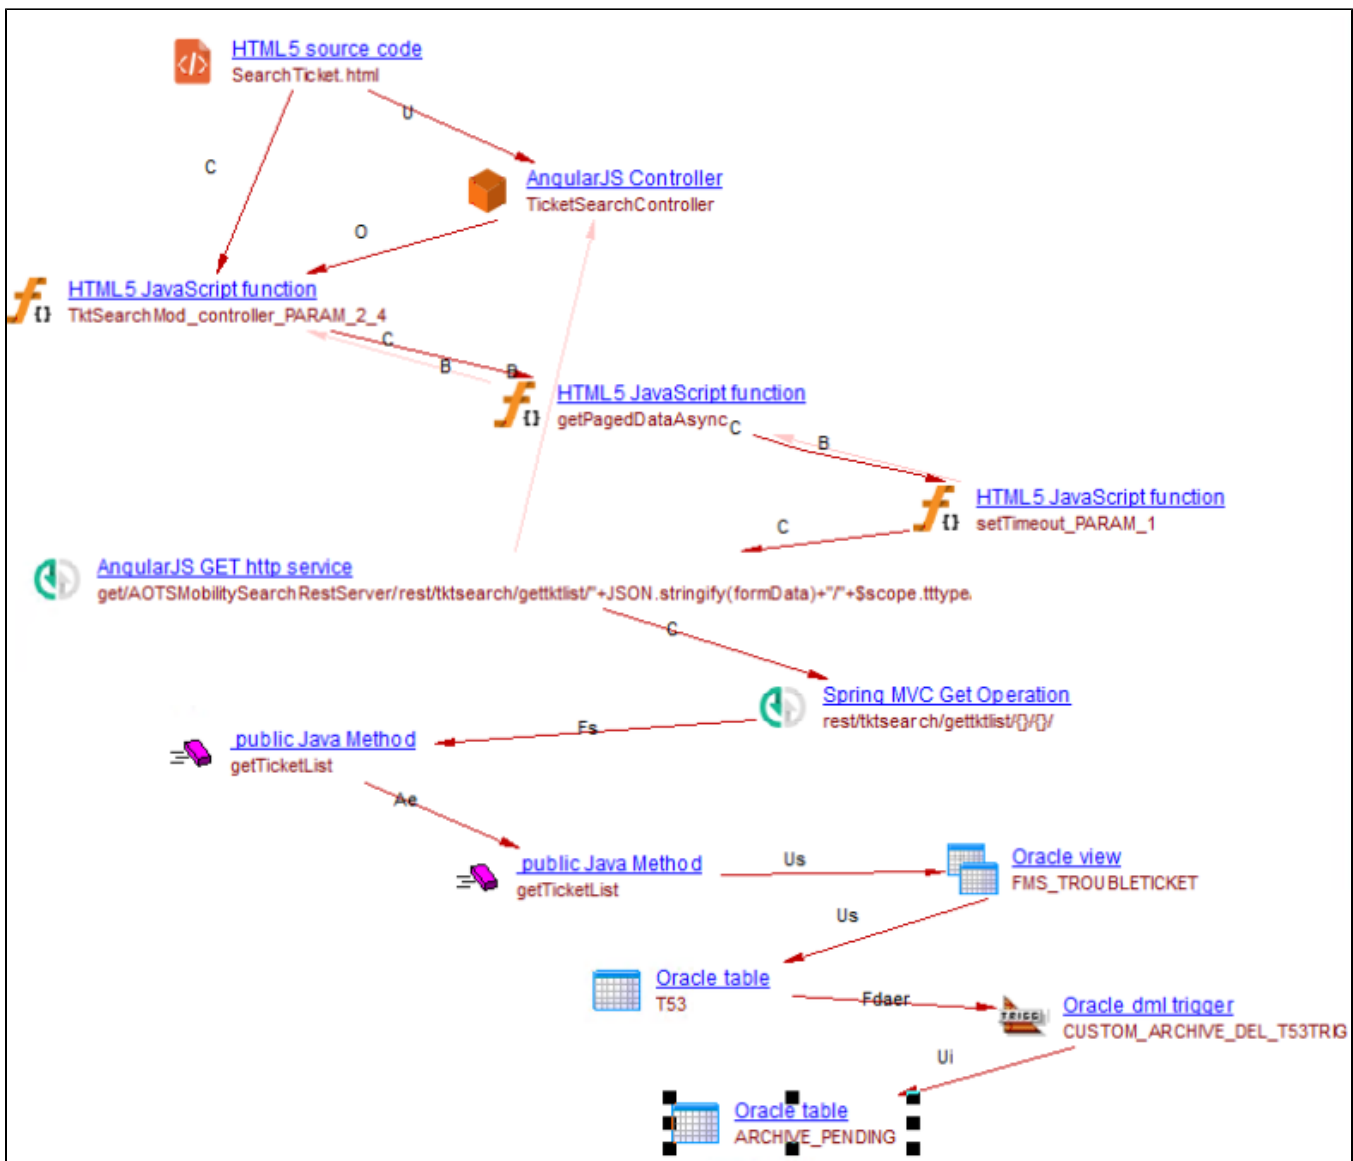 HTML5 source code
SearchTicket.html
U
C
AngularJS Controller
TicketSearchController
O
HTML5 JavaScript function
TktSearchMod_controller_PARAM_2_4
C
B
B
HTML5 JavaScript function
getPagedDataAsync
C
B
HTML5 JavaScript function
setTimeout_PARAM_1
C
AngularJS GET http service
get/AOTSMobilitySearchRestServer/rest/tktsearch/gettktlist/"+JSON.stringify(formData)+"/"+$scope.tttype/
C
Spring MVC Get Operation
rest/tktsearch/gettktlist/{}/{}/
Fs
public Java Method
getTicketList
Ae
public Java Method
getTicketList
Us
Oracle view
FMS_TROUBLETICKET
Us
Oracle table
T53
Fdaer
TRIGG
Oracle dml trigger
CUSTOM_ARCHIVE_DEL_T53TRIG
Ui
Oracle table
ARCHIVE_PENDING